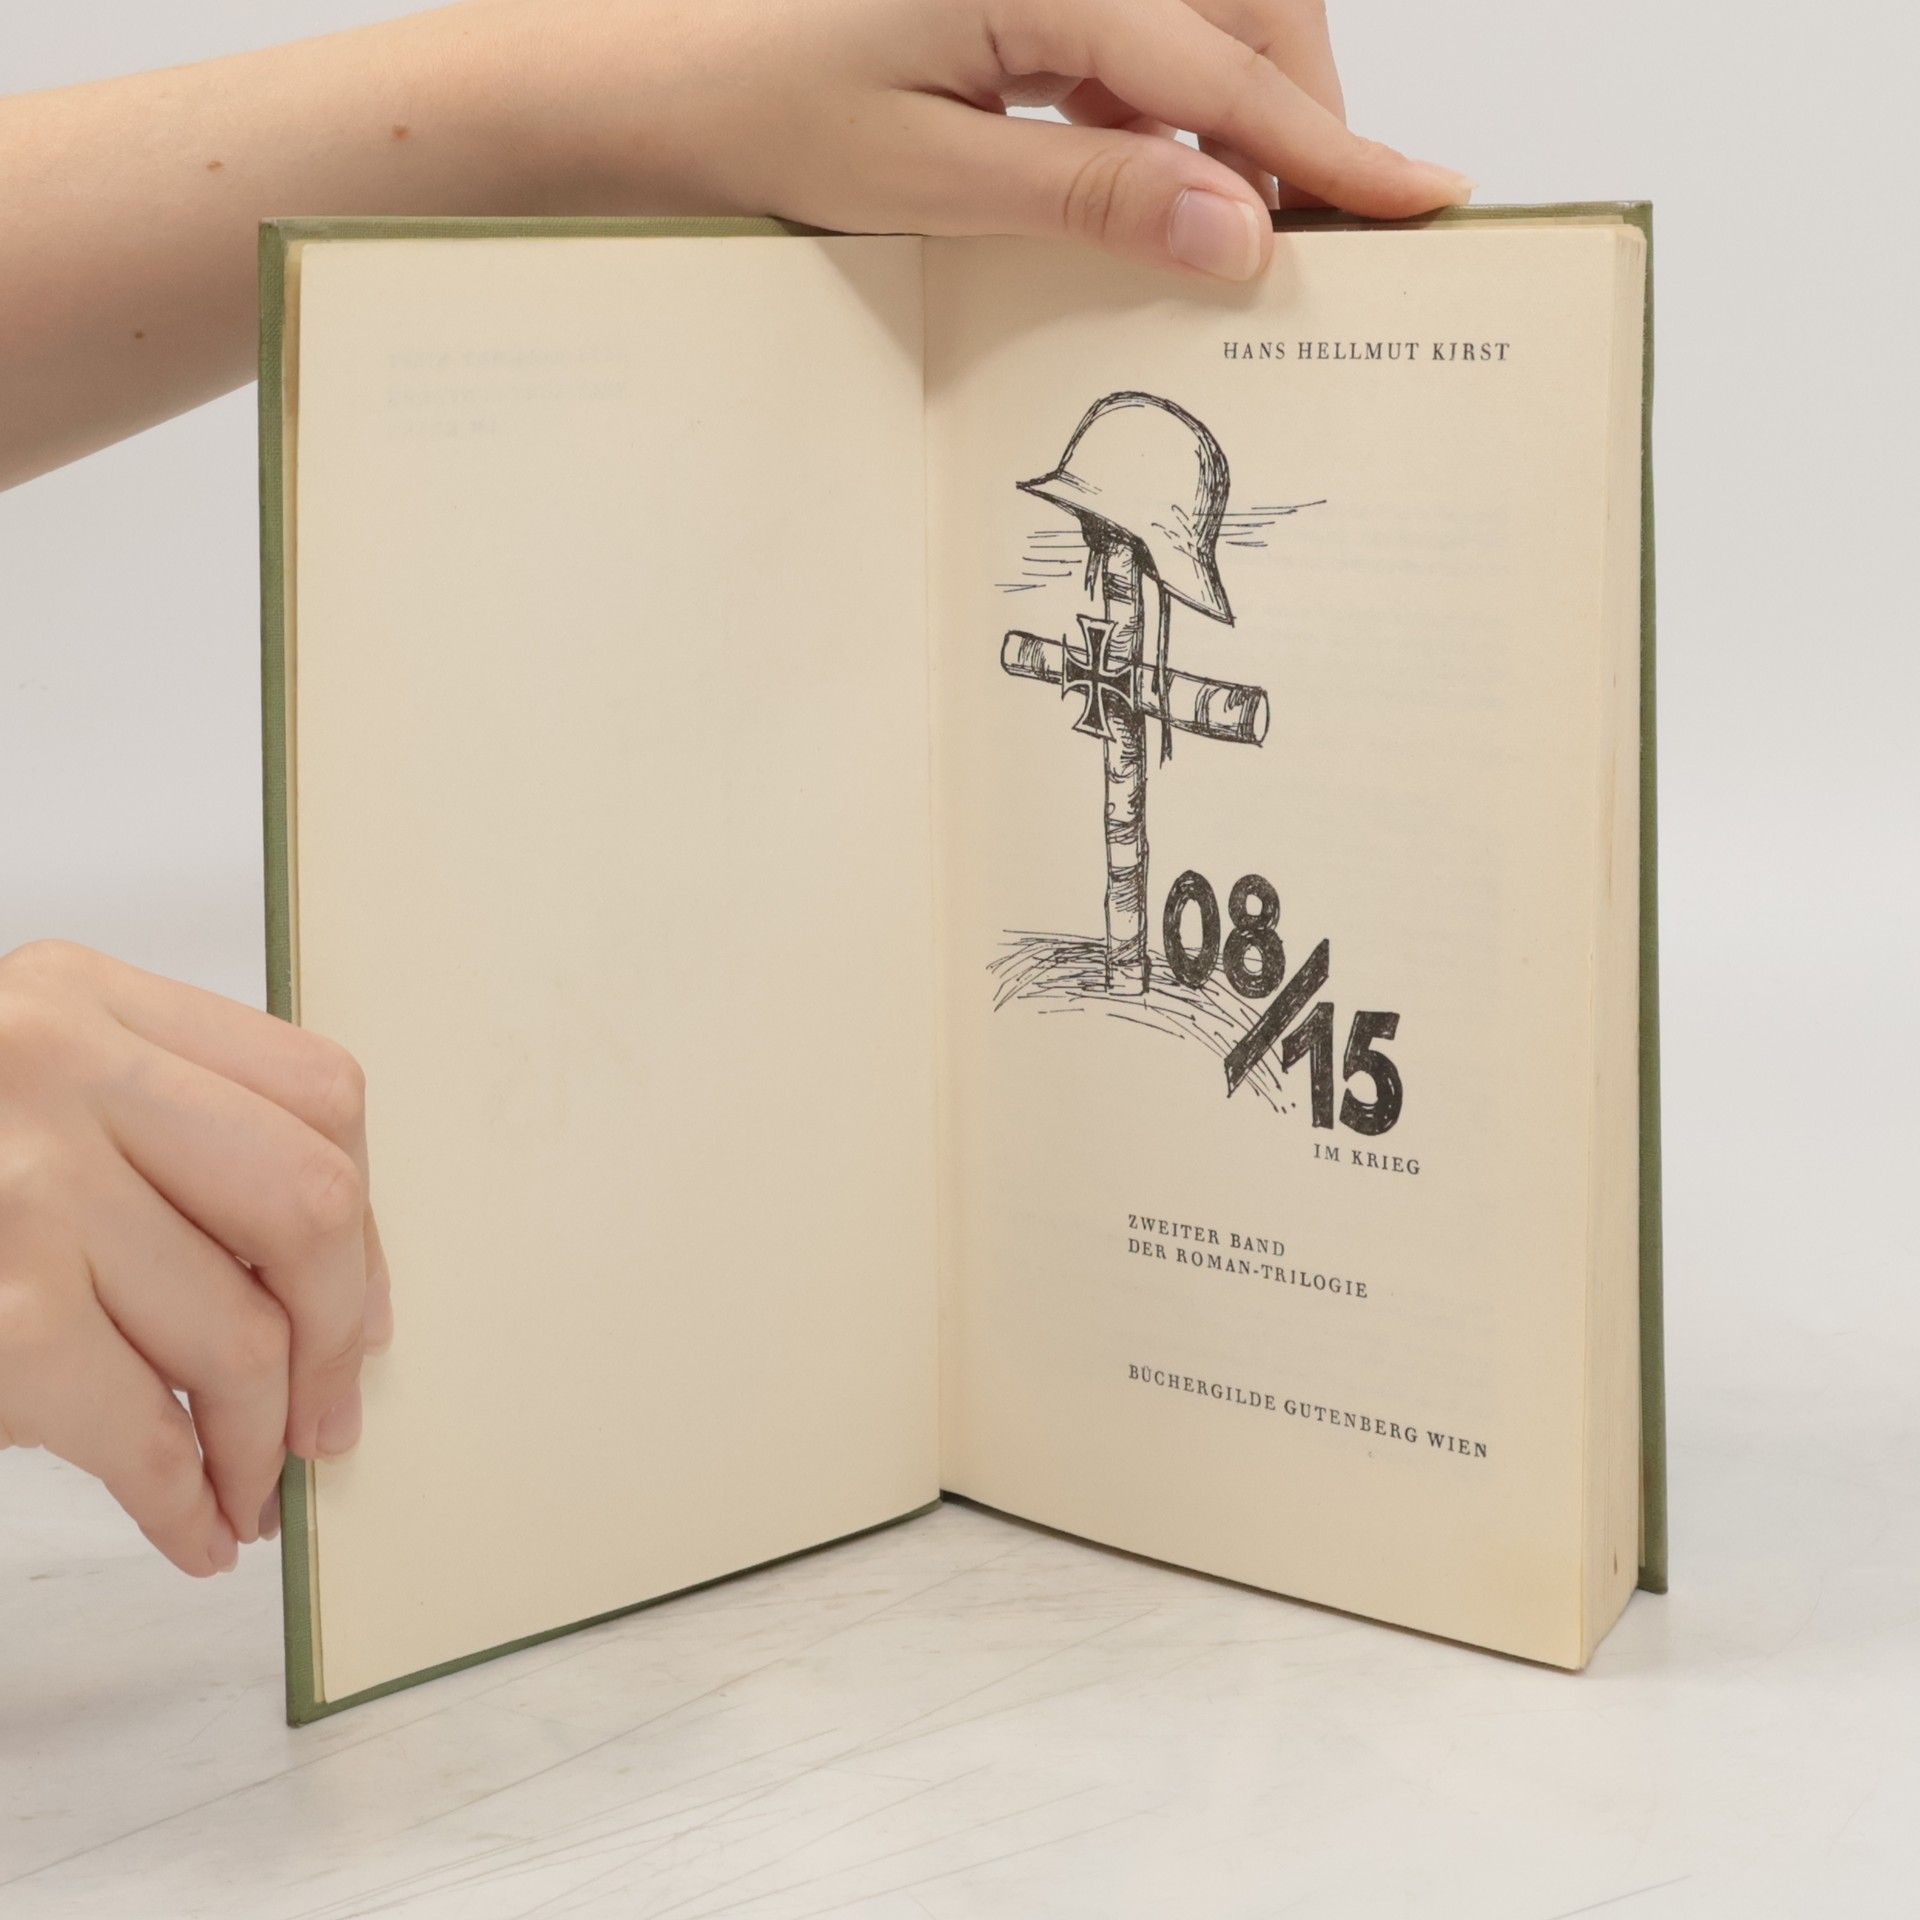 HANS HELLMUT KIRST
08/15
IM KRIEG
ZWEITER BAND
DER ROMAN-TRILOGIE
BÜCHERGILDE GUTENBERG WIEN